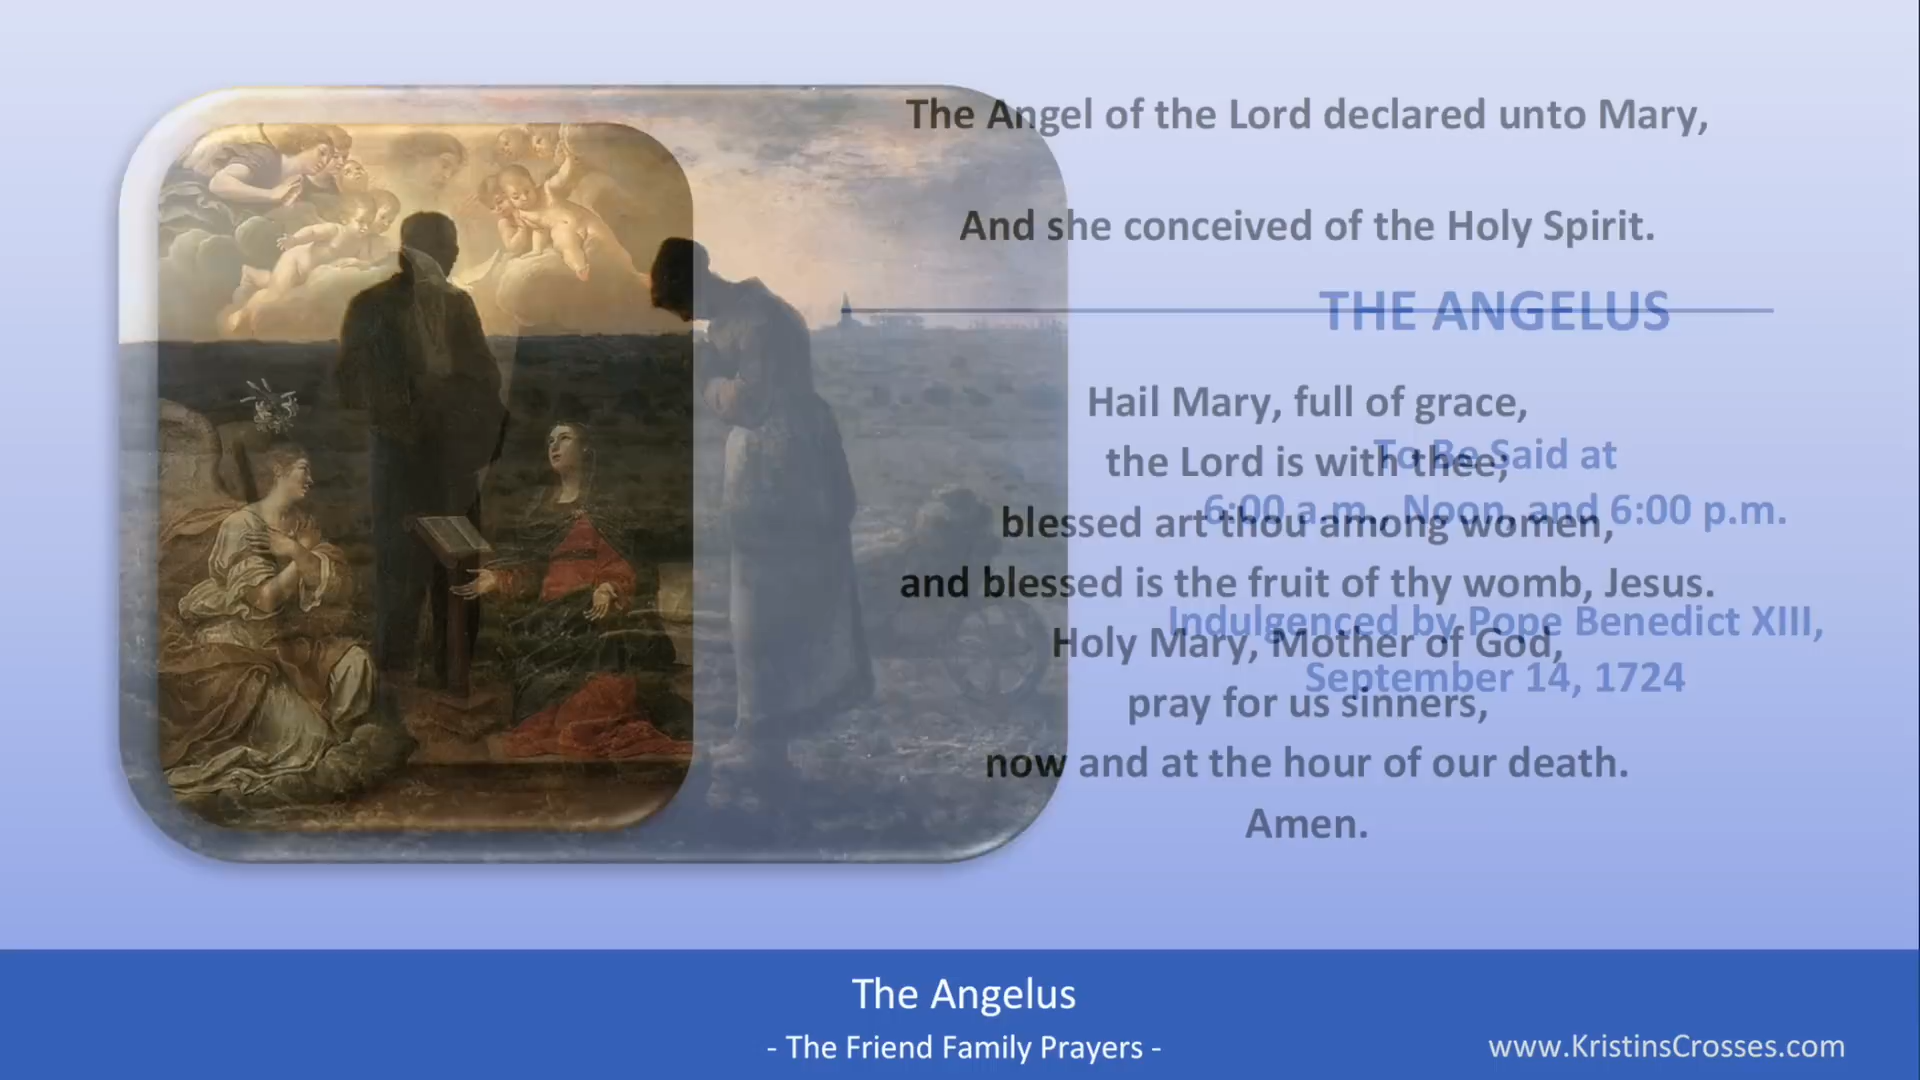 The Angel of the Lord declared unto Mary,
And she conceived of the Holy Spirit.
THE ANGELUS
Hail Mary, full of grace,
the Lord is with thee;
blessed art thou among women,
and blessed is the fruit of thy womb, Jesus.
Holy Mary, Mother of God,
pray for us sinners,
now and at the hour of our death.
Amen.
To Be Said at
6:00 a.m., Noon, and 6:00 p.m.
Indulgenced by Pope Benedict XIII,
September 14, 1724
The Angelus
- The Friend Family Prayers -
www.KristinsCrosses.com